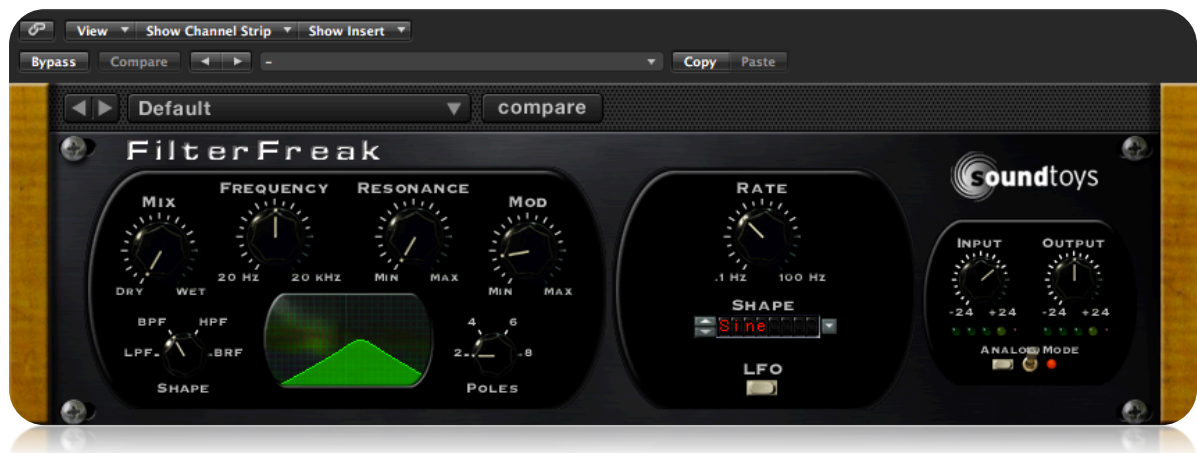 View Show Channel Strip Show Insert
Bypass Compare - Copy Paste
Default compare
FilterFreak
soundtoys
FREQUENCY RESONANCE
MIX MOD
20 HZ 20 KHZ MIN MAX
DRY WET MIN MAX
BPF HPF
LPF BRF
SHAPE
4 6
2 8
POLES
RATE
.1 HZ 100 HZ
SHAPE
Sine
LFO
INPUT OUTPUT
-24 +24 -24 +24
ANALOG MODE